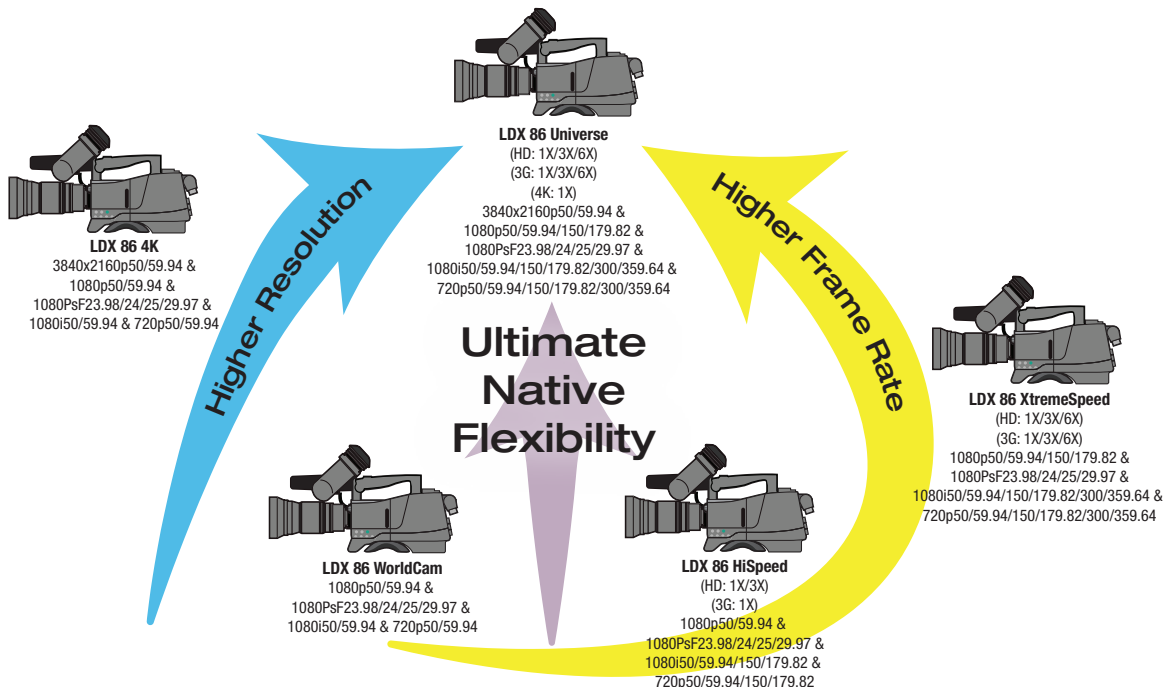 LDX 86 Universe
(HD: 1X/3X/6X)
(3G: 1X/3X/6X)
(4K: 1X)
3840x2160p50/59.94 &
1080p50/59.94/150/179.82 &
1080PsF23.98/24/25/29.97 &
1080i50/59.94/150/179.82/300/359.64 &
720p50/59.94/150/179.82/300/359.64
LDX 86 4K
3840x2160p50/59.94 &
1080p50/59.94 &
1080PsF23.98/24/25/29.97 &
1080i50/59.94 & 720p50/59.94
Higher Resolution
Higher Frame Rate
Ultimate
Native
Flexibility
LDX 86 XtremeSpeed
(HD: 1X/3X/6X)
(3G: 1X/3X/6X)
1080p50/59.94/150/179.82 &
1080PsF23.98/24/25/29.97 &
1080i50/59.94/150/179.82/300/359.64 &
720p50/59.94/150/179.82/300/359.64
LDX 86 WorldCam
1080p50/59.94 &
1080PsF23.98/24/25/29.97 &
1080i50/59.94 & 720p50/59.94
LDX 86 HiSpeed
(HD: 1X/3X)
(3G: 1X)
1080p50/59.94 &
1080PsF23.98/24/25/29.97 &
1080i50/59.94/150/179.82 &
720p50/59.94/150/179.82